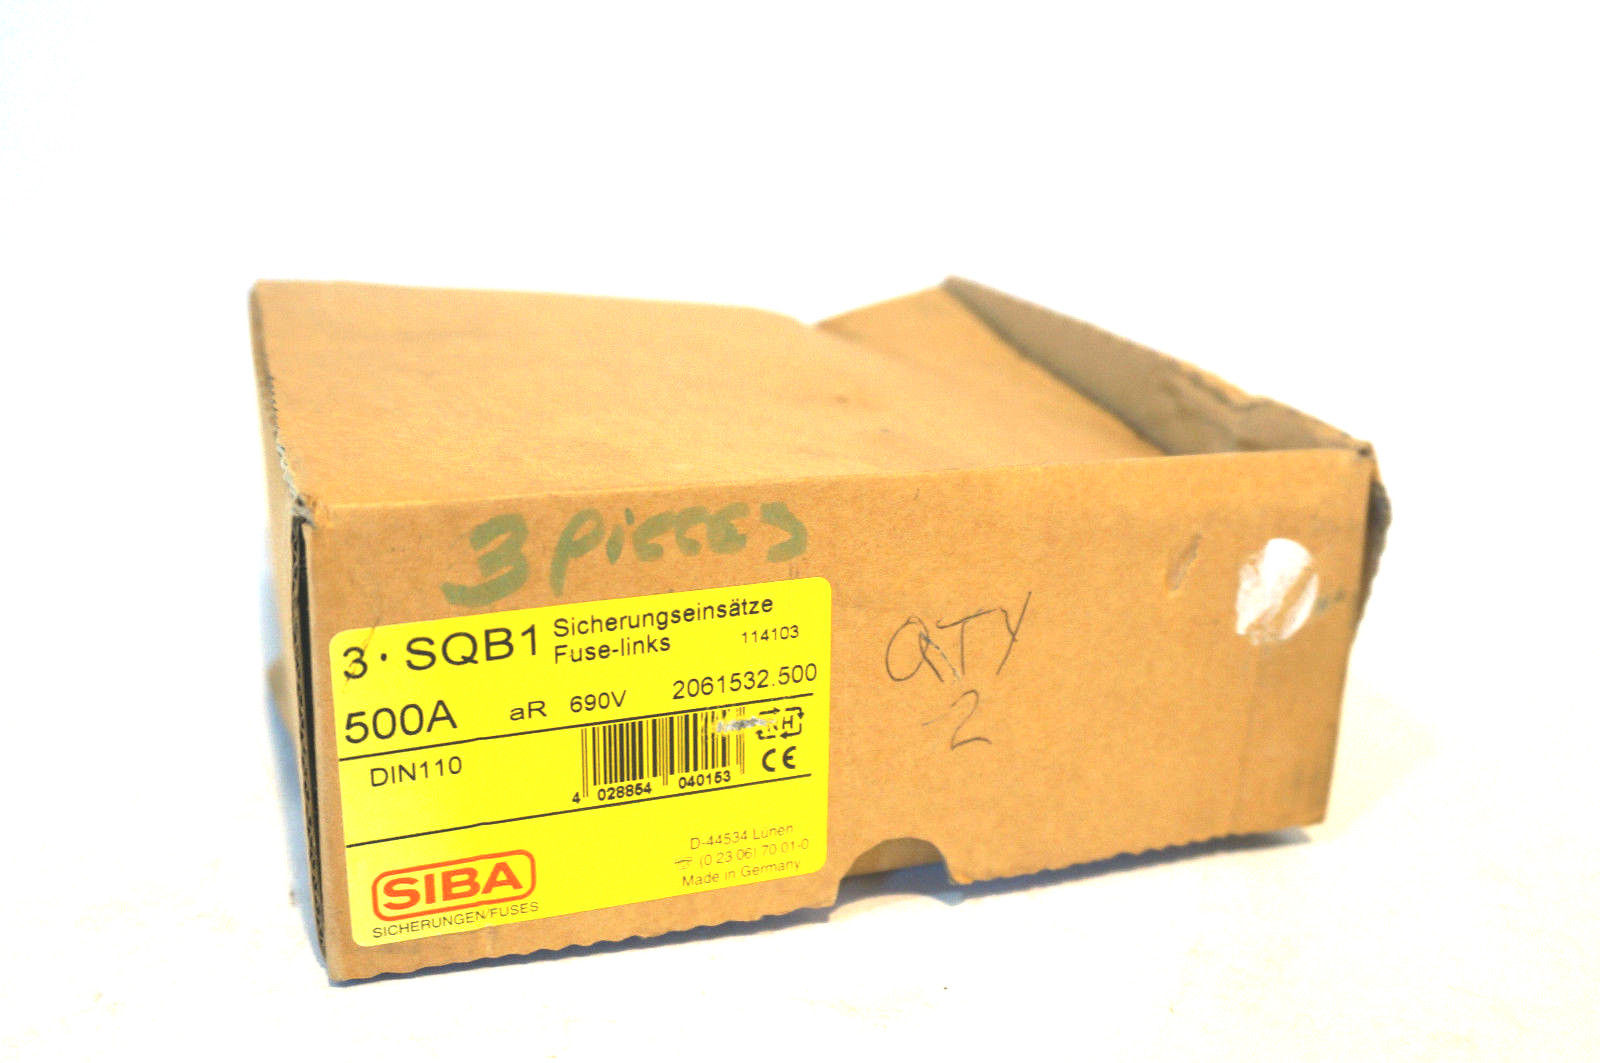 3 pieces
3 · SQB1 Sicherungseinsätze
Fuse-links 114103
500A aR 690V 2061532.500
DIN110
4 028854 040153
CE
SIBA
SICHERUNGEN/FUSES
D-44534 Lünen
(0 23 06) 70 01-0
Made in Germany
QTY
-2